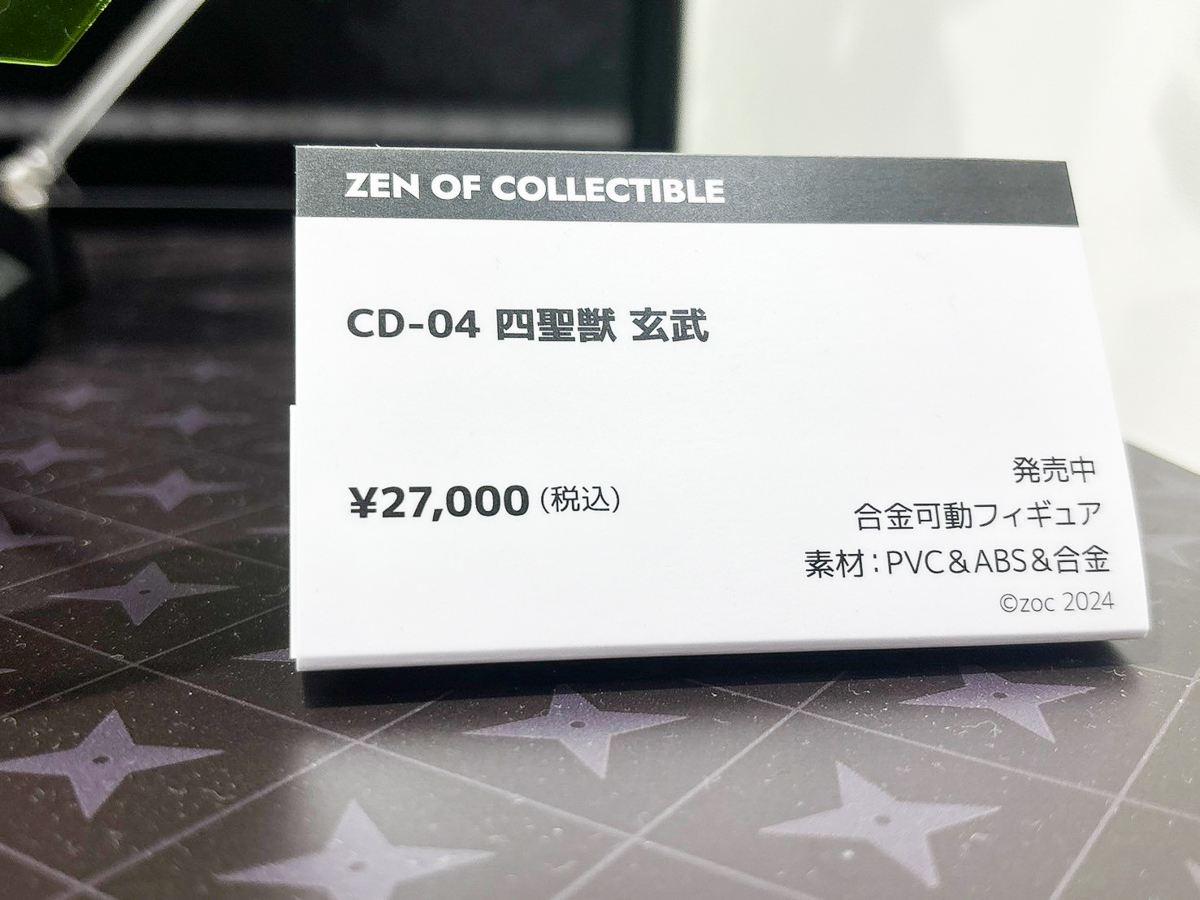 ZEN OF COLLECTIBLE
CD-04 四聖獣 玄武
¥27,000(税込)
発売中
合金可動フィギュア
素材:PVC&ABS&合金
©zoc 2024